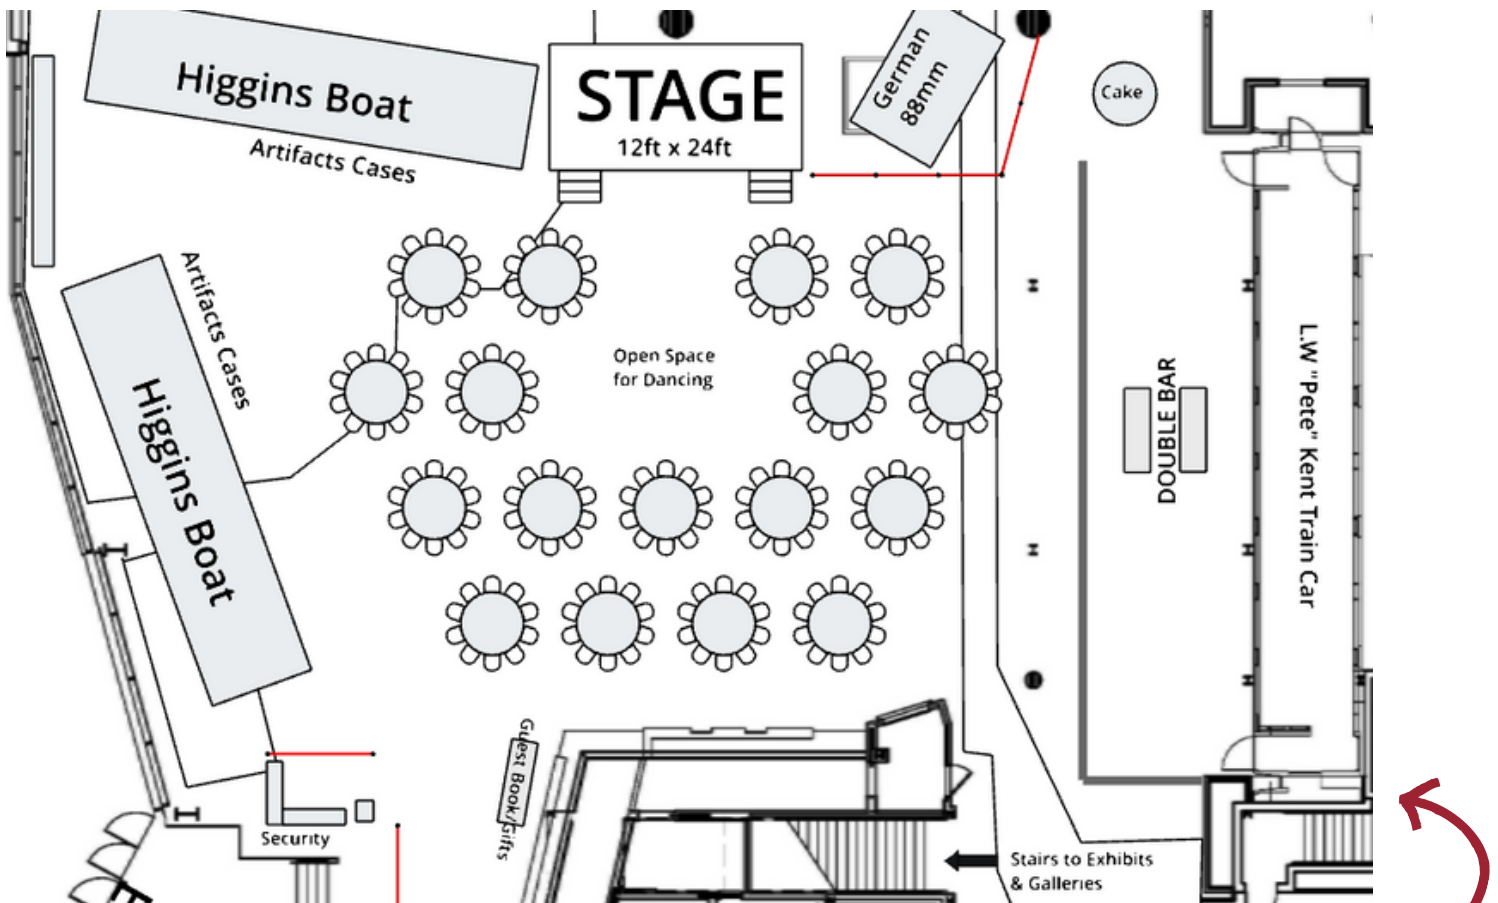 Higgins Boat
Artifacts Cases
STAGE
12ft x 24ft
German
88mm
Cake
Artifacts Cases
Higgins Boat
Open Space
for Dancing
DOUBLE BAR
L.W "Pete" Kent Train Car
Guest Book/Gifts
Security
Stairs to Exhibits
& Galleries